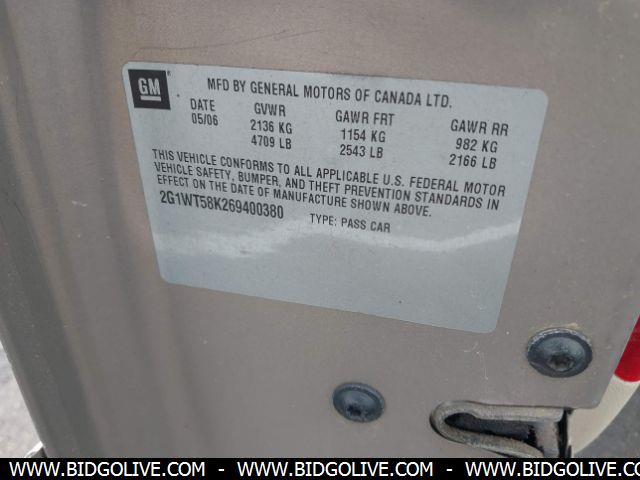 GM®
MFD BY GENERAL MOTORS OF CANADA LTD.
DATE GVWR GAWR FRT GAWR RR
05/06 2136 KG 1154 KG 982 KG
4709 LB 2543 LB 2166 LB
THIS VEHICLE CONFORMS TO ALL APPLICABLE U.S. FEDERAL MOTOR
VEHICLE SAFETY, BUMPER, AND THEFT PREVENTION STANDARDS IN
EFFECT ON THE DATE OF MANUFACTURE SHOWN ABOVE.
2G1WT58K269400380 TYPE: PASS CAR
WWW.BIDGOLIVE.COM - WWW.BIDGOLIVE.COM - WWW.BIDGOLIVE.COM